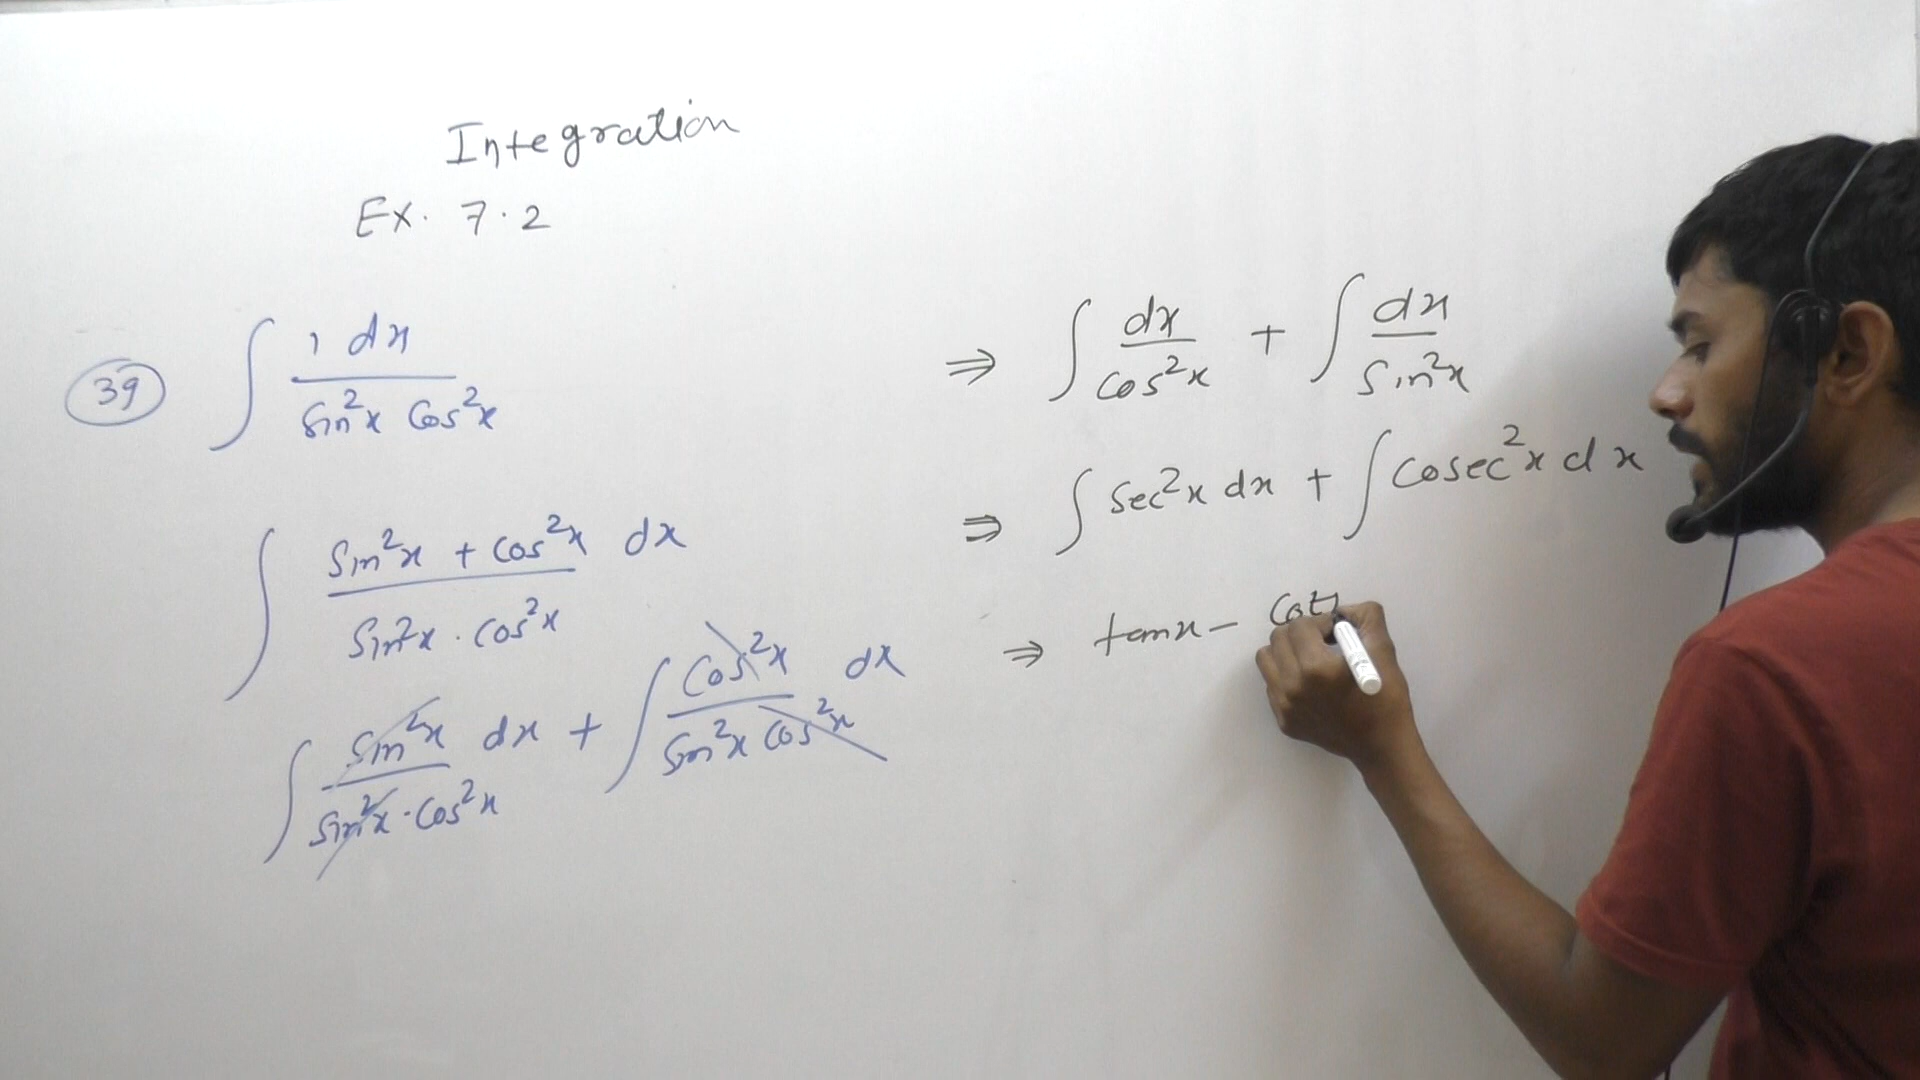 Integration
Ex. 7.2
39 ∫ 1 dx / sin²x cos²x
∫ sin²x + cos²x / sin²x · cos²x dx
∫ sin²x / sin²x · cos²x dx + ∫ cos²x / sin²x cos²x dx
⇒ ∫ dx / cos²x + ∫ dx / sin²x
⇒ ∫ sec²x dx + ∫ cosec²x dx
⇒ tanx − cot